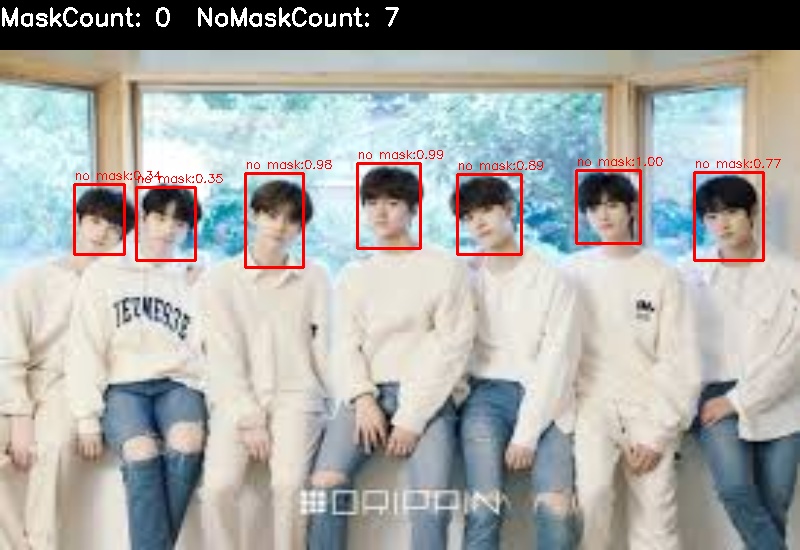 MaskCount: 0 NoMaskCount: 7
no mask:0.34
no mask:0.35
no mask:0.98
no mask:0.99
no mask:0.89
no mask:1.00
no mask:0.77
DRIPPIN